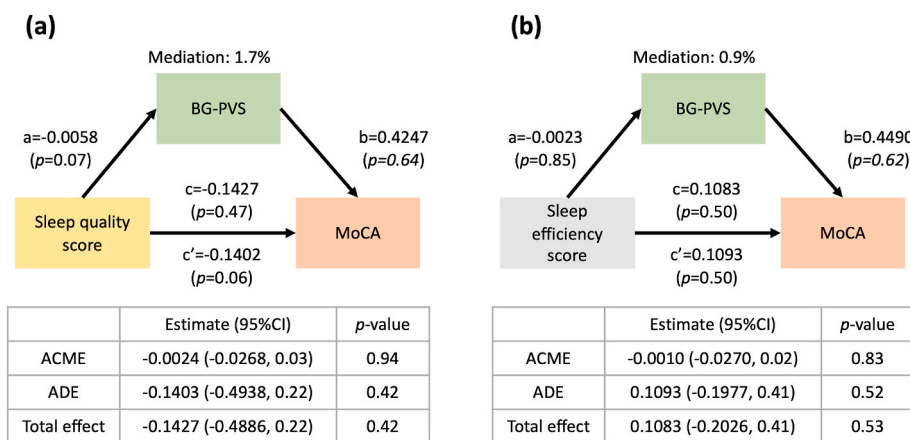 (a)
Mediation: 1.7%
BG-PVS
a=-0.0058
(p=0.07)
b=0.4247
(p=0.64)
c=-0.1427
(p=0.47)
Sleep quality
score
MoCA
c’=-0.1402
(p=0.06)
Estimate (95%CI) p-value
ACME -0.0024 (-0.0268, 0.03) 0.94
ADE -0.1403 (-0.4938, 0.22) 0.42
Total effect -0.1427 (-0.4886, 0.22) 0.42
(b)
Mediation: 0.9%
BG-PVS
a=-0.0023
(p=0.85)
b=0.4490
(p=0.62)
c=0.1083
(p=0.50)
Sleep
efficiency
score
MoCA
c’=0.1093
(p=0.50)
Estimate (95%CI) p-value
ACME -0.0010 (-0.0270, 0.02) 0.83
ADE 0.1093 (-0.1977, 0.41) 0.52
Total effect 0.1083 (-0.2026, 0.41) 0.53